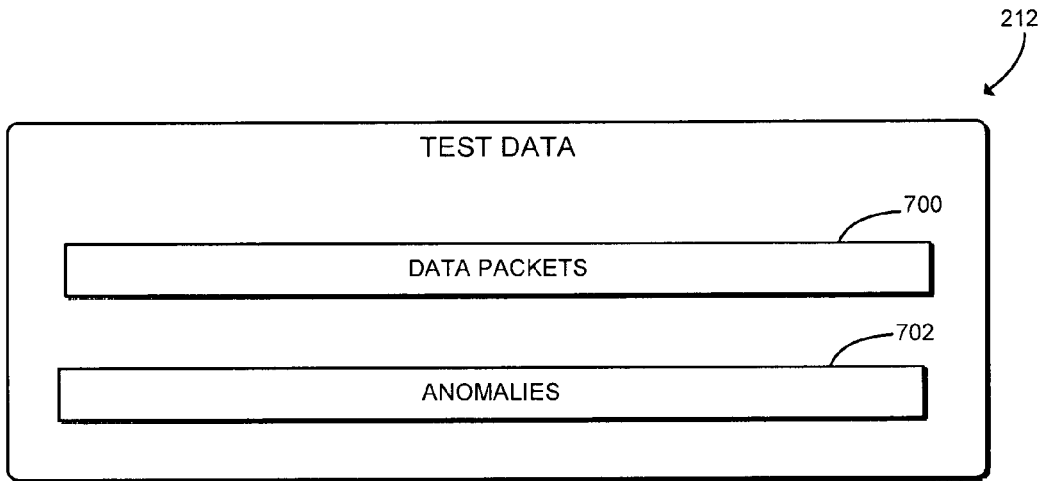 212
TEST DATA
700
DATA PACKETS
702
ANOMALIES